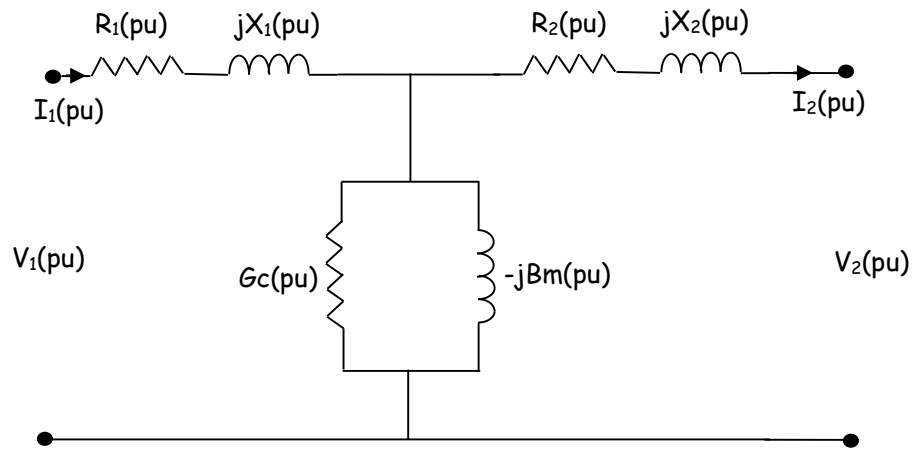 R₁(pu) jX₁(pu) R₂(pu) jX₂(pu)
I₁(pu) I₂(pu)
V₁(pu) Gc(pu) -jBm(pu) V₂(pu)